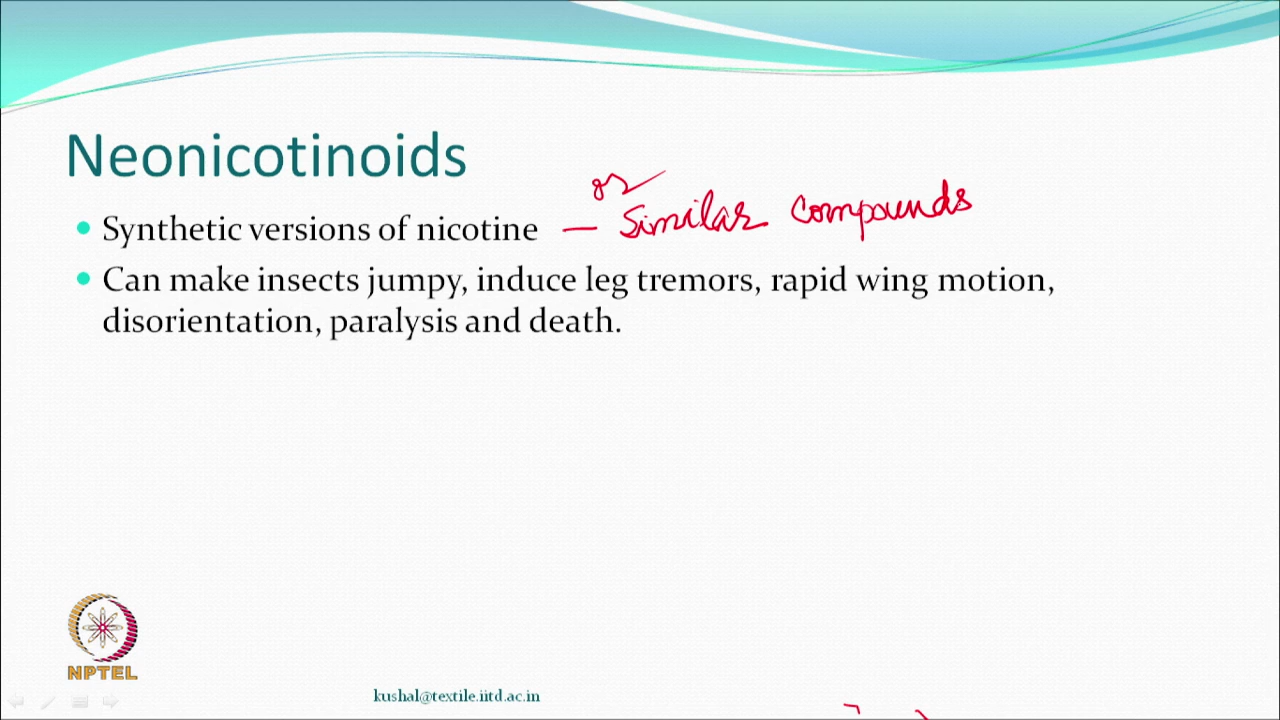 Neonicotinoids
or
Synthetic versions of nicotine — Similar compounds
Can make insects jumpy, induce leg tremors, rapid wing motion,
disorientation, paralysis and death.
NPTEL
kushal@textile.iitd.ac.in